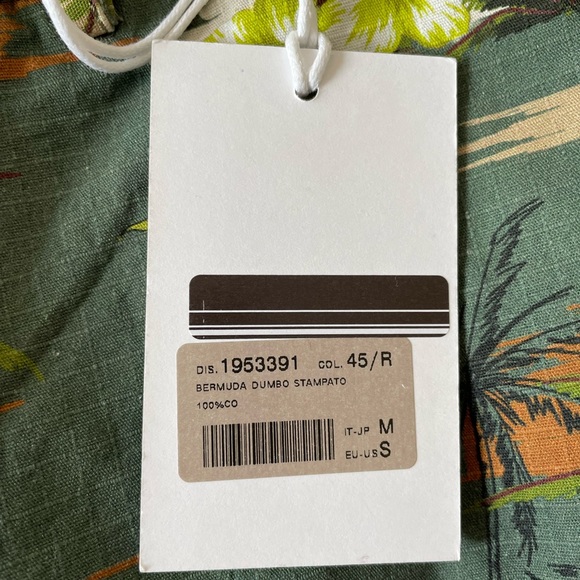 DIS. 1953391 COL. 45/R
BERMUDA DUMBO STAMPATO
100%CO
IT-JP M
EU-US S